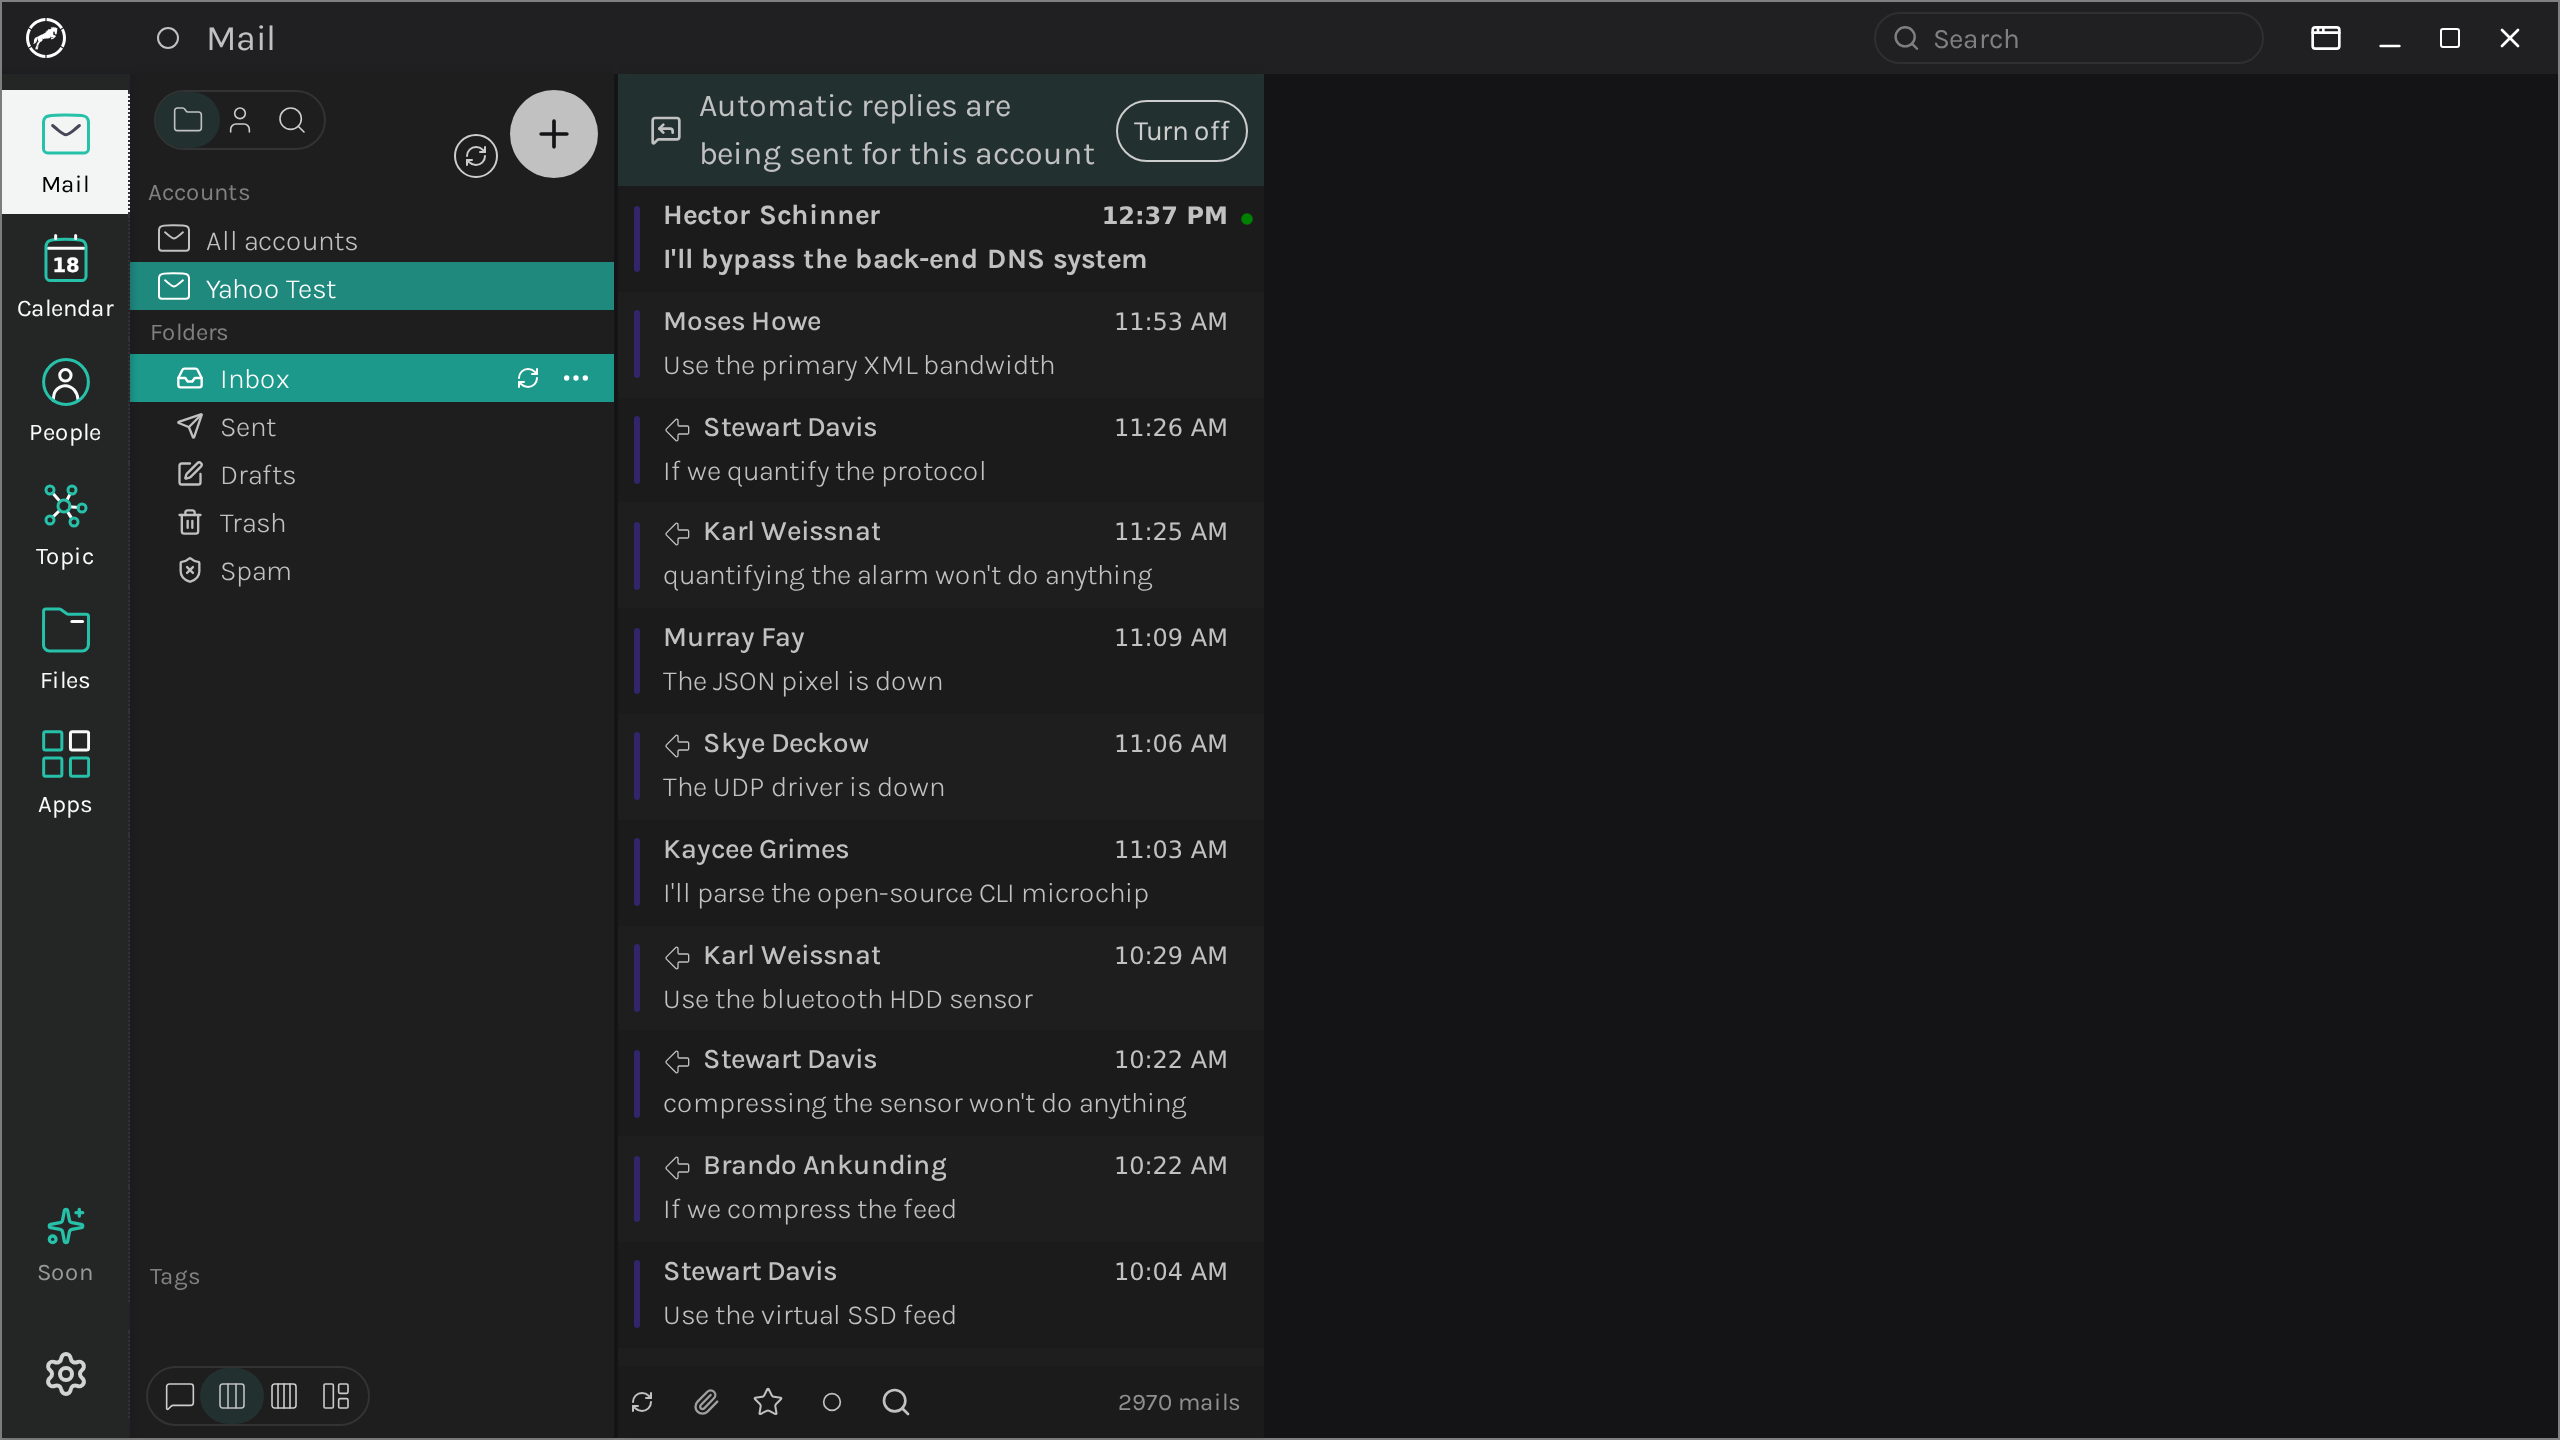 Mail
Search
Mail
18
Calendar
People
Topic
Files
Apps
Soon
Accounts
All accounts
Yahoo Test
Folders
Inbox
Sent
Drafts
Trash
Spam
Tags
Automatic replies are
being sent for this account
Turn off
Hector Schinner 12:37 PM
I'll bypass the back-end DNS system
Moses Howe 11:53 AM
Use the primary XML bandwidth
Stewart Davis 11:26 AM
If we quantify the protocol
Karl Weissnat 11:25 AM
quantifying the alarm won't do anything
Murray Fay 11:09 AM
The JSON pixel is down
Skye Deckow 11:06 AM
The UDP driver is down
Kaycee Grimes 11:03 AM
I'll parse the open-source CLI microchip
Karl Weissnat 10:29 AM
Use the bluetooth HDD sensor
Stewart Davis 10:22 AM
compressing the sensor won't do anything
Brando Ankunding 10:22 AM
If we compress the feed
Stewart Davis 10:04 AM
Use the virtual SSD feed
2970 mails